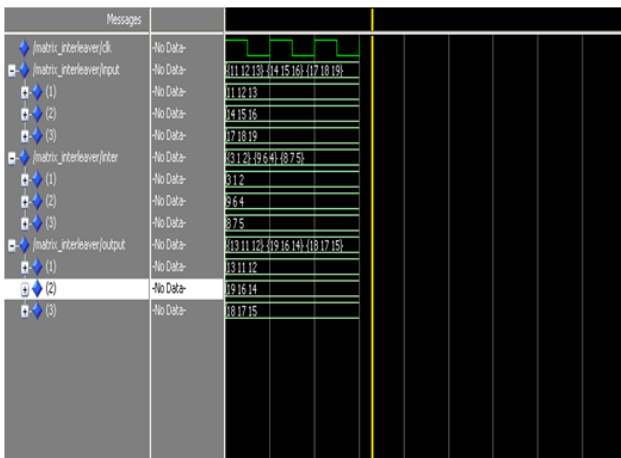 Messages
/matrix_interleaver/clk -No Data-
/matrix_interleaver/input -No Data- {11 12 13} {14 15 16} {17 18 19}
(1) -No Data- 11 12 13
(2) -No Data- 14 15 16
(3) -No Data- 17 18 19
/matrix_interleaver/inter -No Data- {3 1 2} {9 6 4} {8 7 5}
(1) -No Data- 3 1 2
(2) -No Data- 9 6 4
(3) -No Data- 8 7 5
/matrix_interleaver/output -No Data- {13 11 12} {19 16 14} {18 17 15}
(1) -No Data- 13 11 12
(2) -No Data- 19 16 14
(3) -No Data- 18 17 15